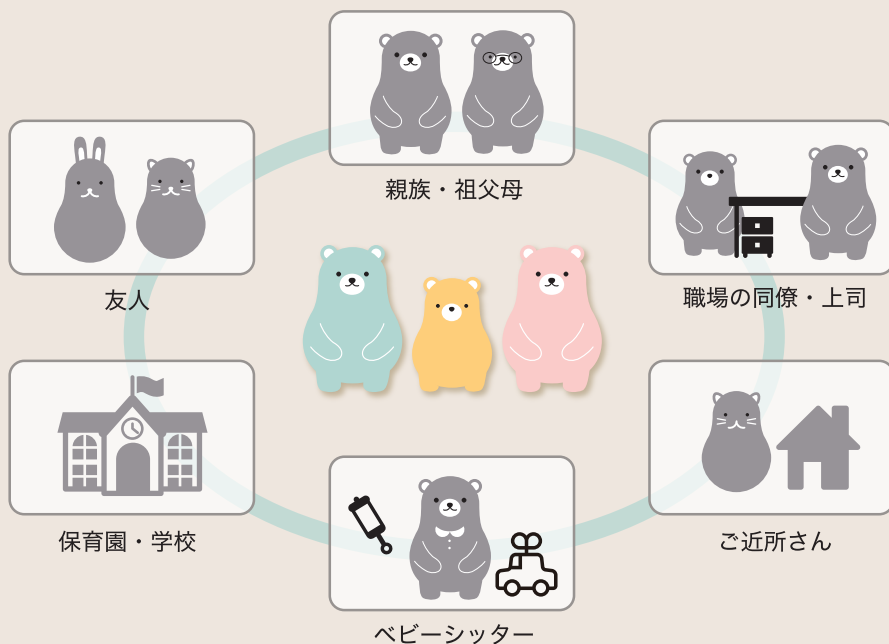 親族・祖父母
友人
職場の同僚・上司
保育園・学校
ご近所さん
ベビーシッター